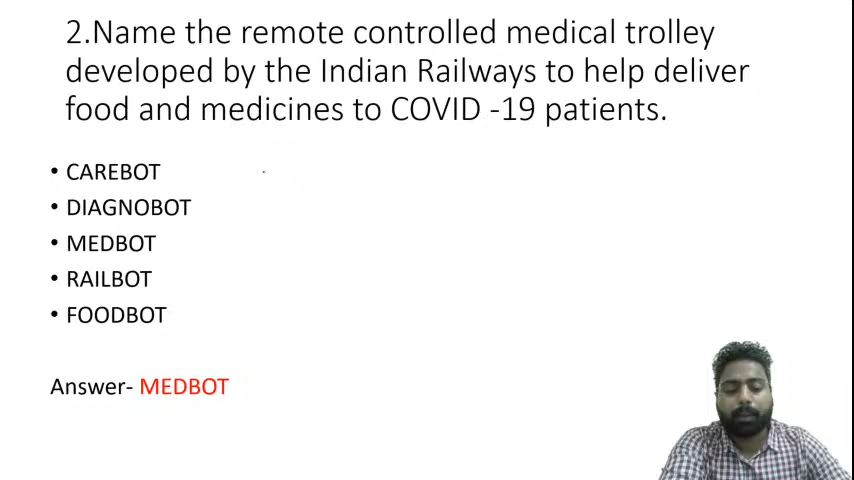 2.Name the remote controlled medical trolley
developed by the Indian Railways to help deliver
food and medicines to COVID -19 patients.
• CAREBOT
• DIAGNOBOT
• MEDBOT
• RAILBOT
• FOODBOT
Answer- MEDBOT